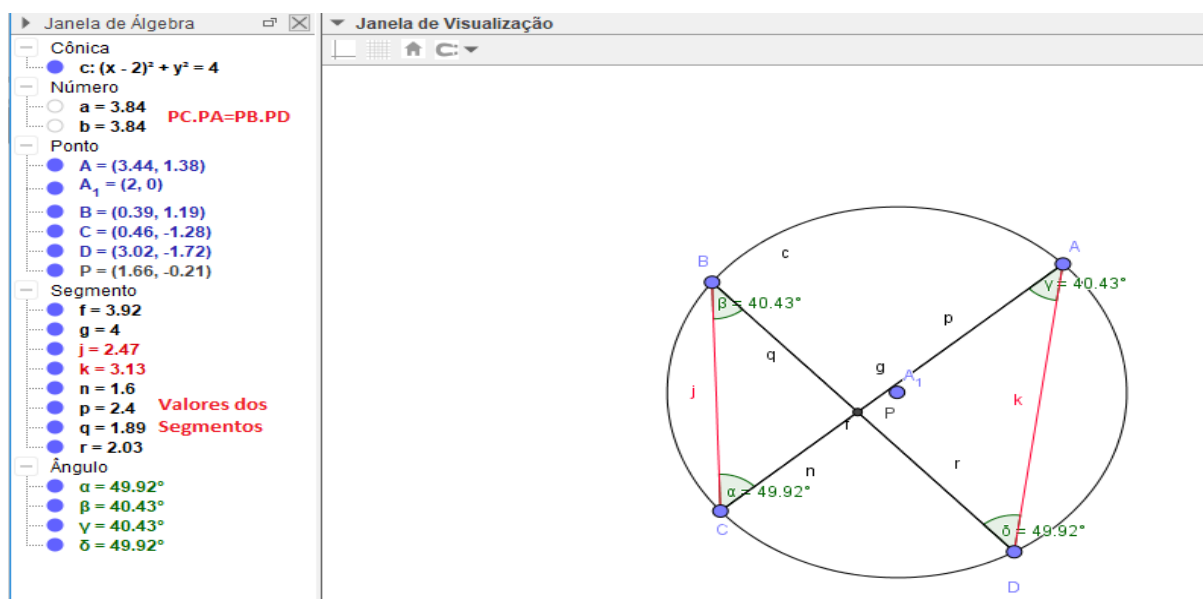 Janela de Álgebra
Cônica
c: (x - 2)² + y² = 4
Número
a = 3.84
b = 3.84
PC.PA=PB.PD
Ponto
A = (3.44, 1.38)
A₁ = (2, 0)
B = (0.39, 1.19)
C = (0.46, -1.28)
D = (3.02, -1.72)
P = (1.66, -0.21)
Segmento
f = 3.92
g = 4
j = 2.47
k = 3.13
n = 1.6
p = 2.4
q = 1.89
r = 2.03
Valores dos
Segmentos
Ângulo
α = 49.92°
β = 40.43°
γ = 40.43°
δ = 49.92°
Janela de Visualização
A
B
c
β = 40.43°
γ = 40.43°
p
q
g
A₁
j
k
P
f
n
r
α = 49.92°
δ = 49.92°
C
D